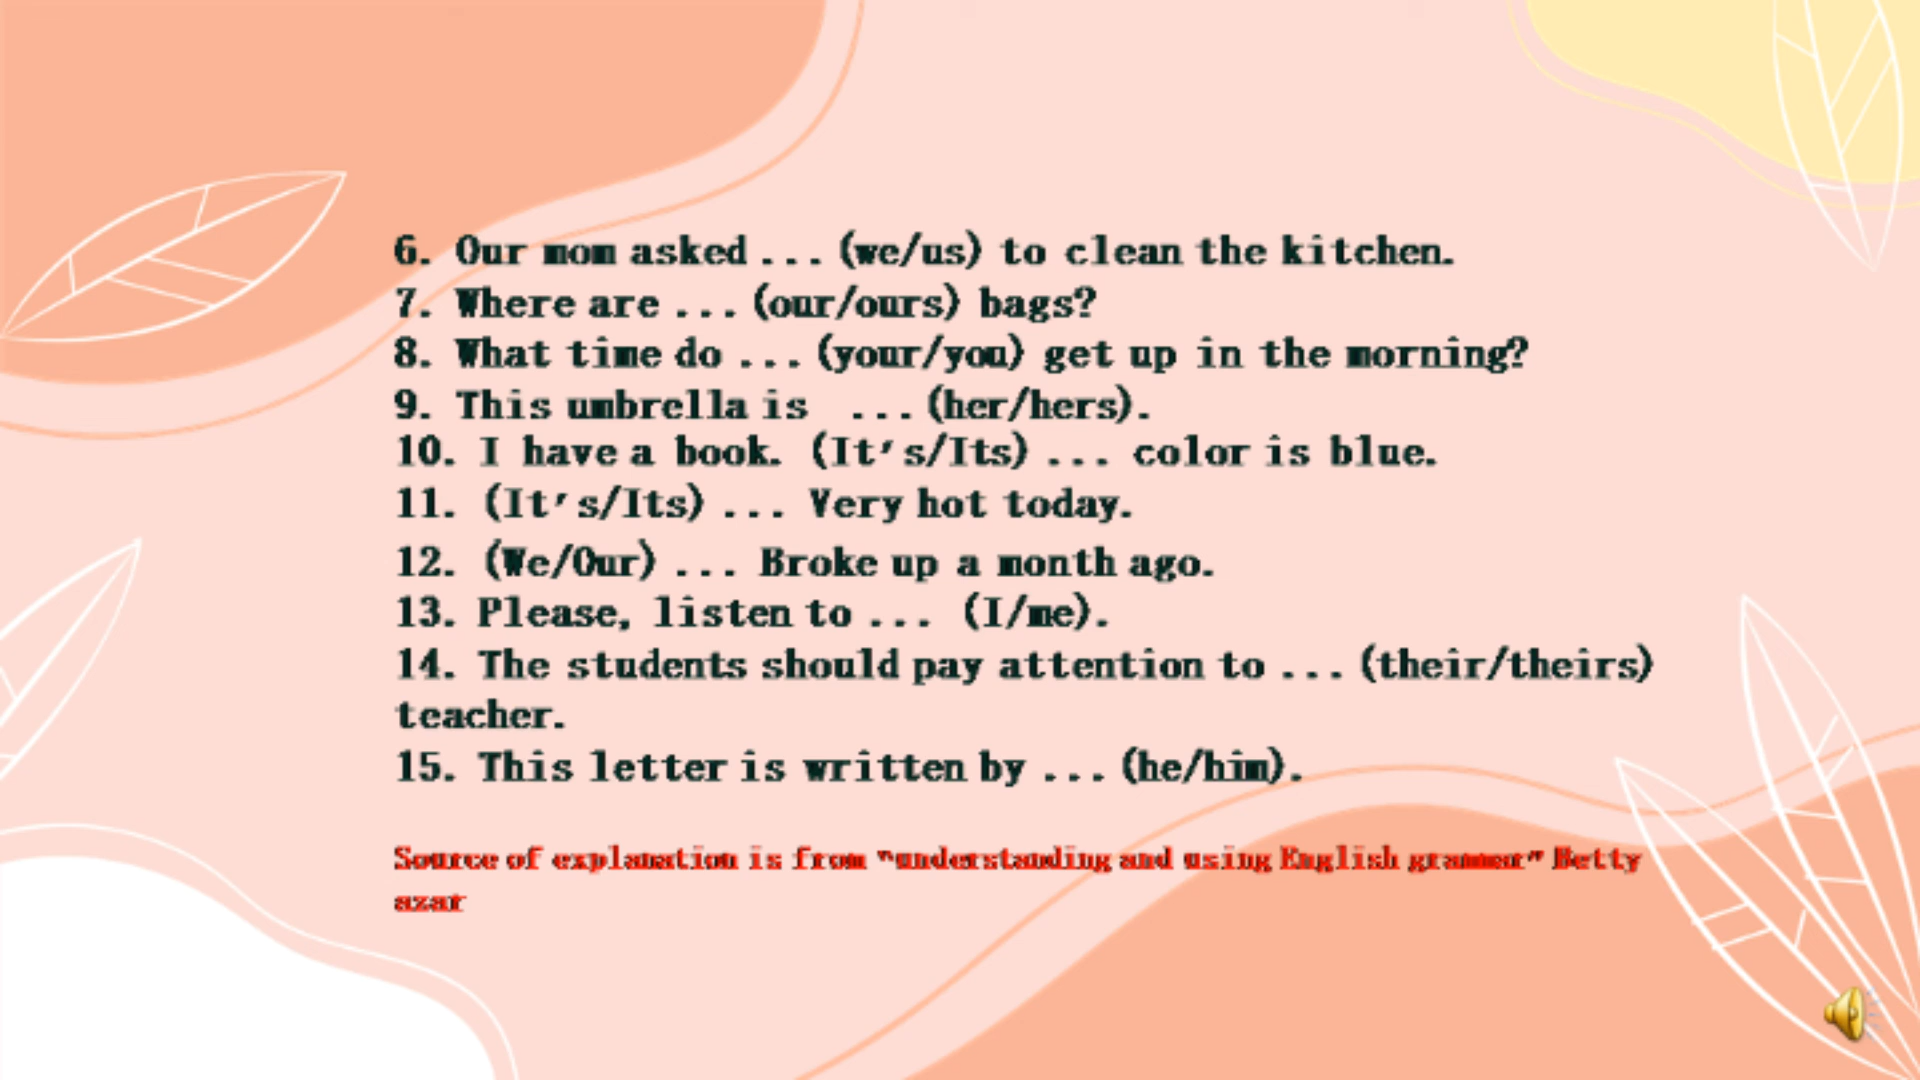 6. Our mom asked ... (we/us) to clean the kitchen.
7. Where are ... (our/ours) bags?
8. What time do ... (your/you) get up in the morning?
9. This umbrella is ... (her/hers).
10. I have a book. (It's/Its) ... color is blue.
11. (It's/Its) ... Very hot today.
12. (We/Our) ... Broke up a month ago.
13. Please, listen to ... (I/me).
14. The students should pay attention to ... (their/theirs)
teacher.
15. This letter is written by ... (he/him).
Source of explanation is from "understanding and using English grammar" Betty
azar